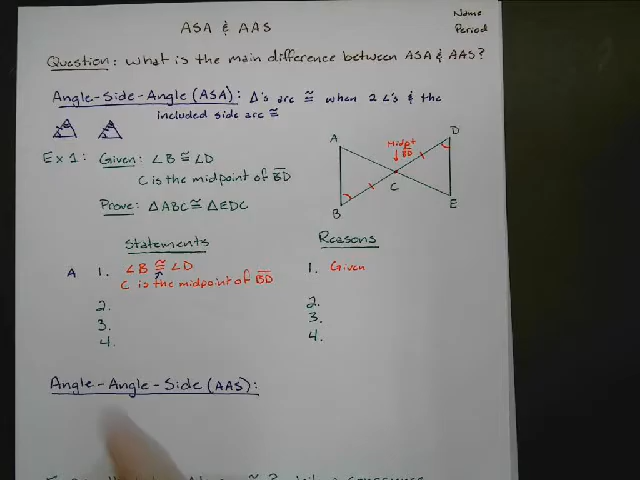 Name
ASA & AAS
Period
Question: What is the main difference between ASA & AAS?
Angle-Side-Angle (ASA): Δ's are ≅ when 2 ∠'s & the
included side are ≅
Ex 1: Given: ∠B ≅ ∠D
C is the midpoint of BD
Prove: ΔABC ≅ ΔEDC
A
D
Midpt
BD
C
B
E
Statements
Reasons
A 1. ∠B ≅ ∠D
C is the midpoint of BD
1. Given
2.
2.
3.
3.
4.
4.
Angle-Angle-Side (AAS):